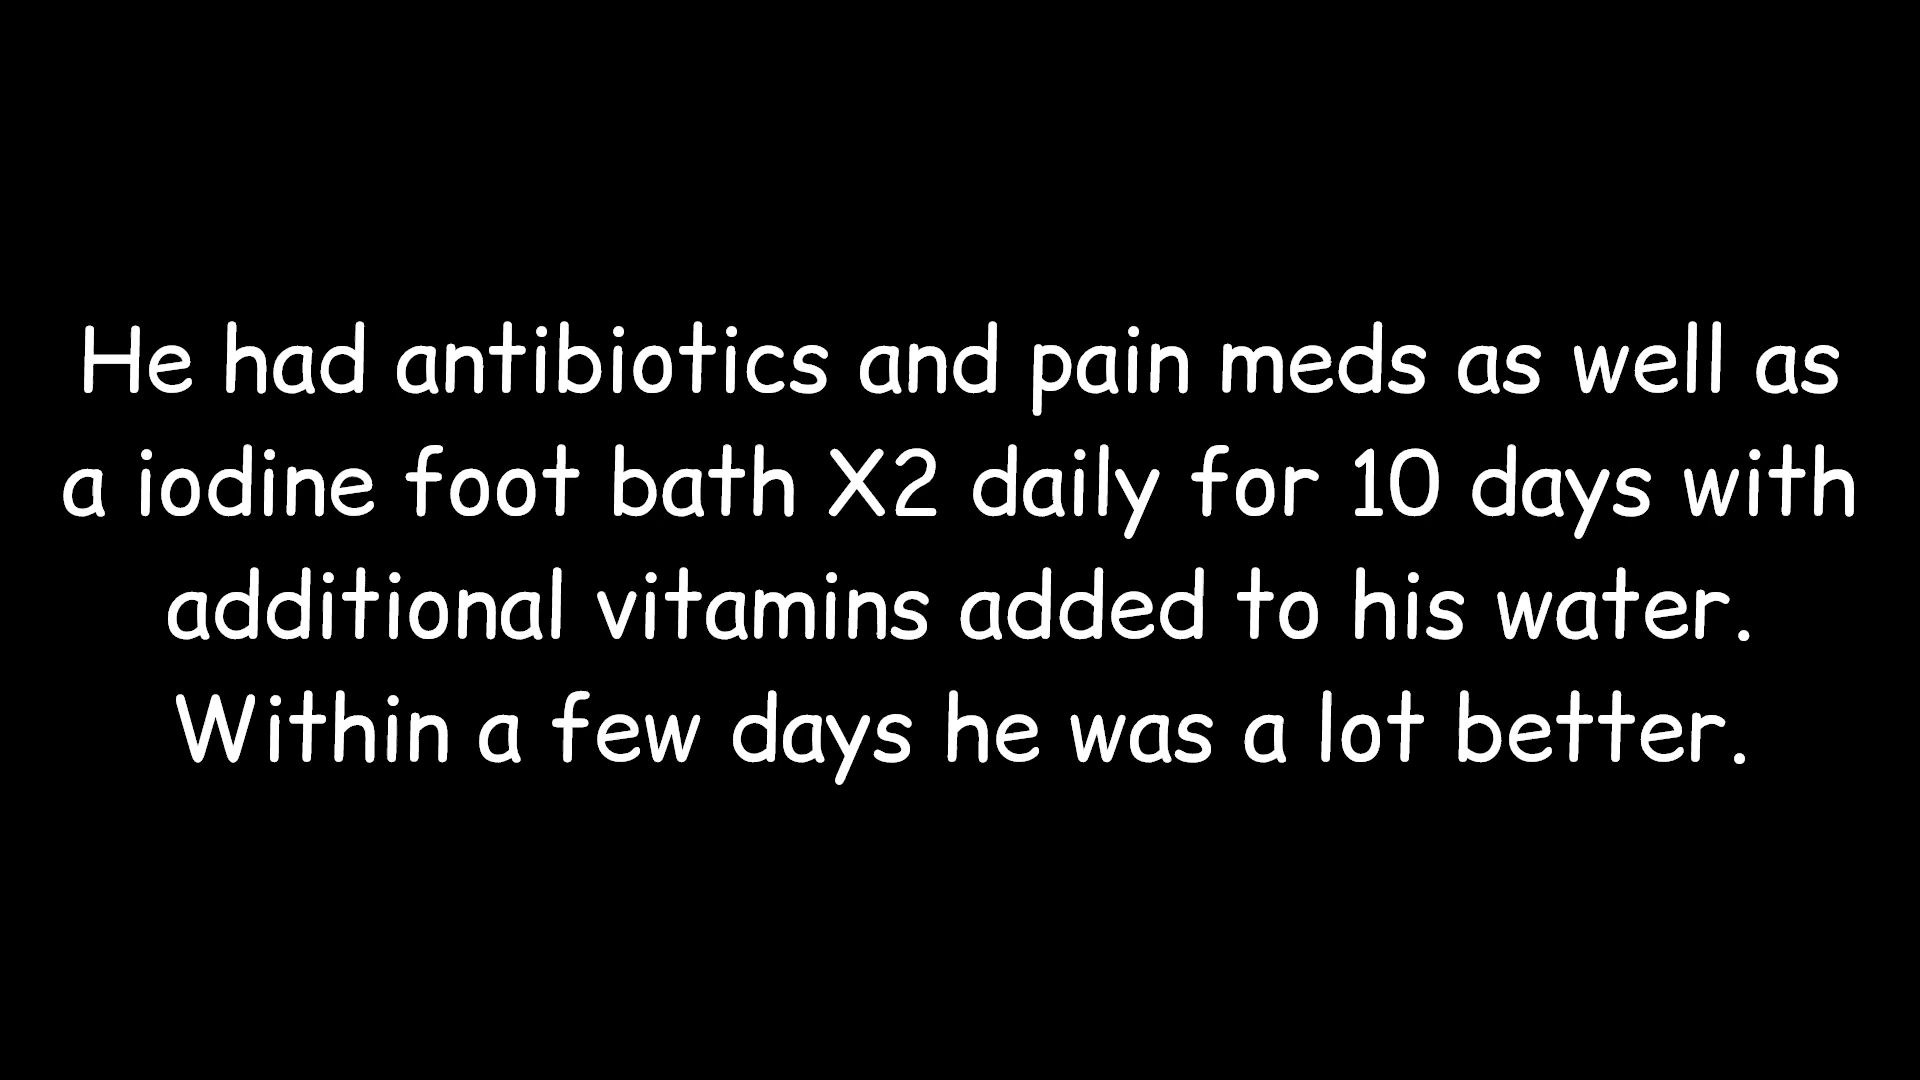 He had antibiotics and pain meds as well as
a iodine foot bath X2 daily for 10 days with
additional vitamins added to his water.
Within a few days he was a lot better.